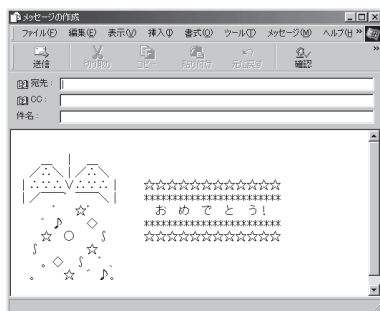 メッセージの作成
ファイル(F) 編集(E) 表示(V) 挿入(I) 書式(O) ツール(T) メッセージ(M) ヘルプ(H »
送信 切り取り コピー 貼り付け 元に戻す 確認 »
宛先：
CC：
件名：
☆☆☆☆☆☆☆☆☆☆☆☆
******************************
お め で と う！
******************************
☆☆☆☆☆☆☆☆☆☆☆☆